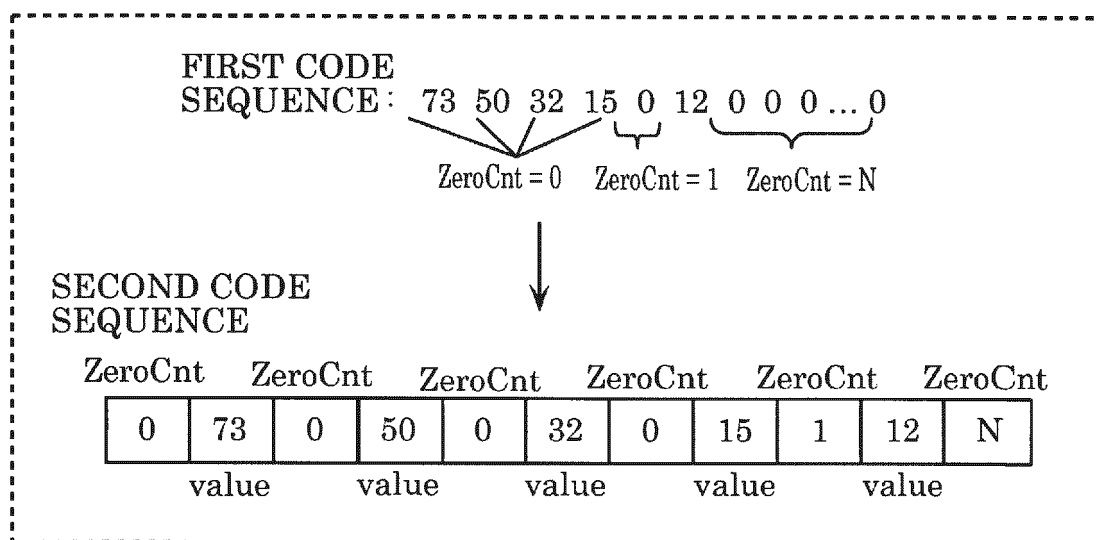 FIRST CODE
SEQUENCE: 73 50 32 15 0 12 0 0 0 ... 0
ZeroCnt = 0 ZeroCnt = 1 ZeroCnt = N
SECOND CODE
SEQUENCE
ZeroCnt ZeroCnt ZeroCnt ZeroCnt ZeroCnt ZeroCnt
0 73 0 50 0 32 0 15 1 12 N
value value value value value